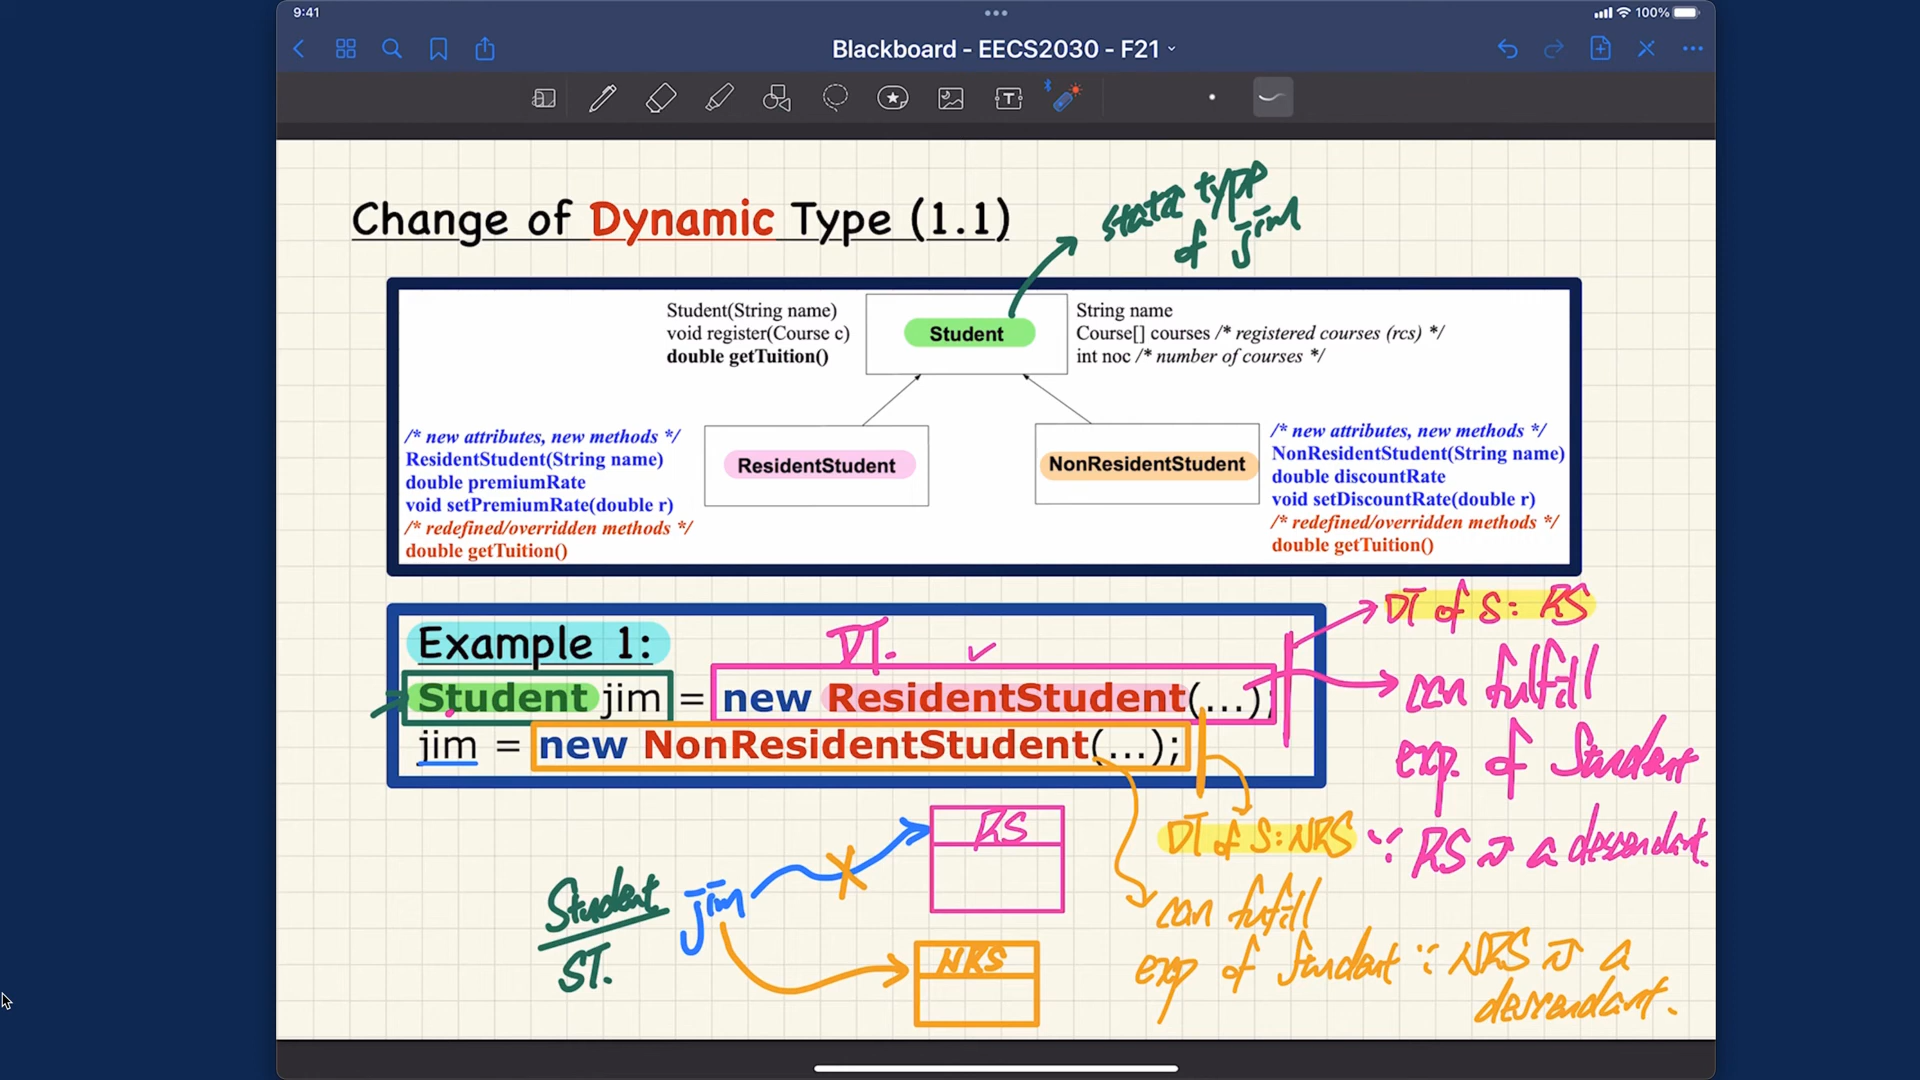 9:41
100%
Blackboard - EECS2030 - F21
Change of Dynamic Type (1.1)
static type
of jim
Student(String name)
void register(Course c)
double getTuition()
Student
String name
Course[] courses /* registered courses (rcs) */
int noc /* number of courses */
/* new attributes, new methods */
ResidentStudent(String name)
double premiumRate
void setPremiumRate(double r)
/* redefined/overridden methods */
double getTuition()
ResidentStudent
NonResidentStudent
/* new attributes, new methods */
NonResidentStudent(String name)
double discountRate
void setDiscountRate(double r)
/* redefined/overridden methods */
double getTuition()
Example 1:
DT.
Student jim = new ResidentStudent(...);
jim = new NonResidentStudent(...);
DT of S: RS
can fulfill
exp. of Student
∵ RS is a descendant.
Student
ST.
jim
RS
NRS
DT of S: NRS
can fulfill
exp of Student ∵ NRS is a
descendant.